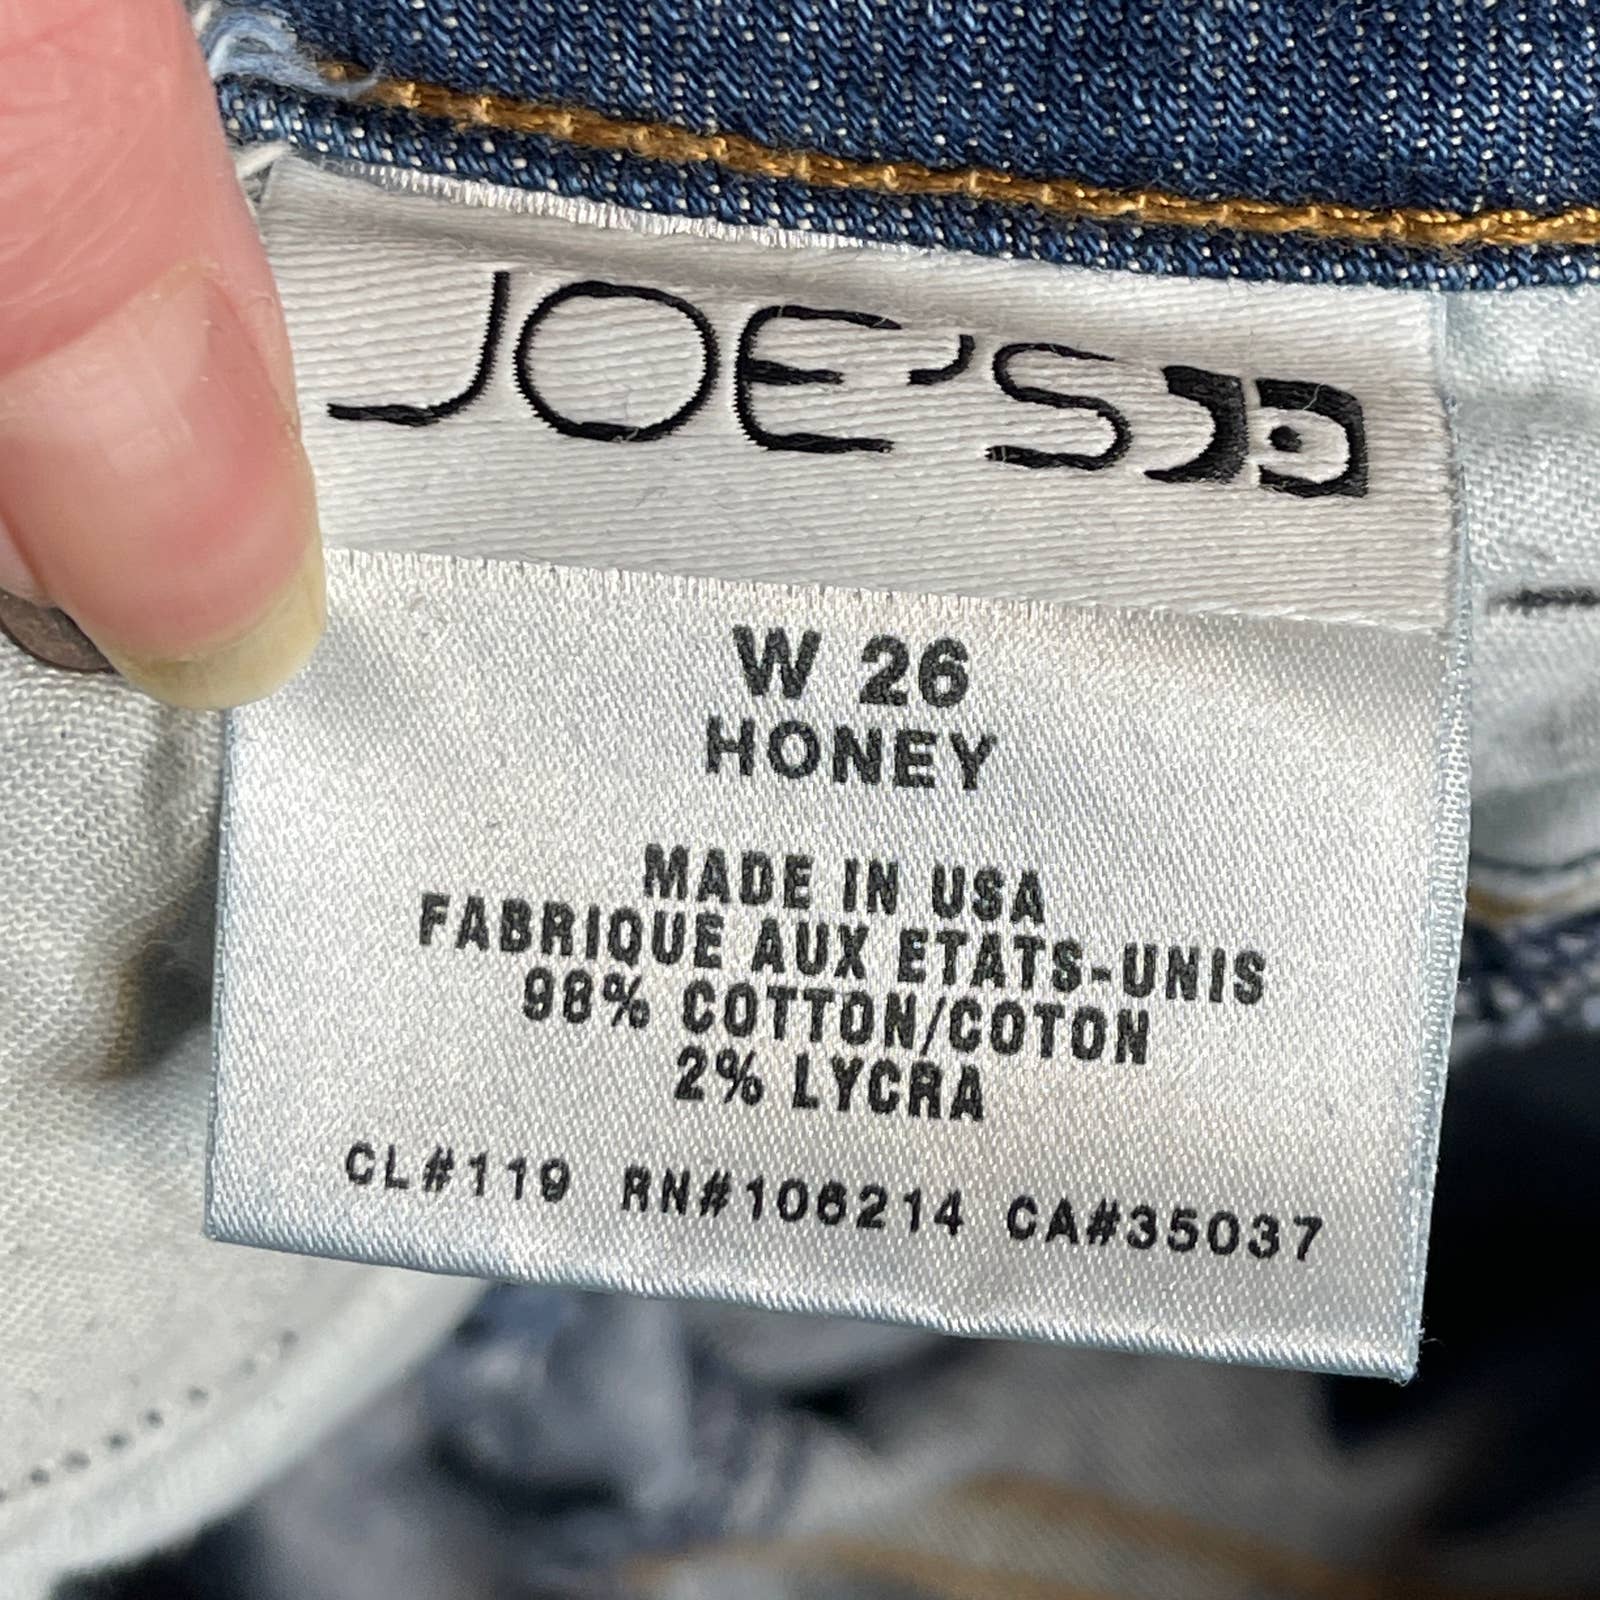 JOE'S
W 26
HONEY
MADE IN USA
FABRIQUE AUX ETATS-UNIS
98% COTTON/COTON
2% LYCRA
CL#119 RN#106214 CA#35037